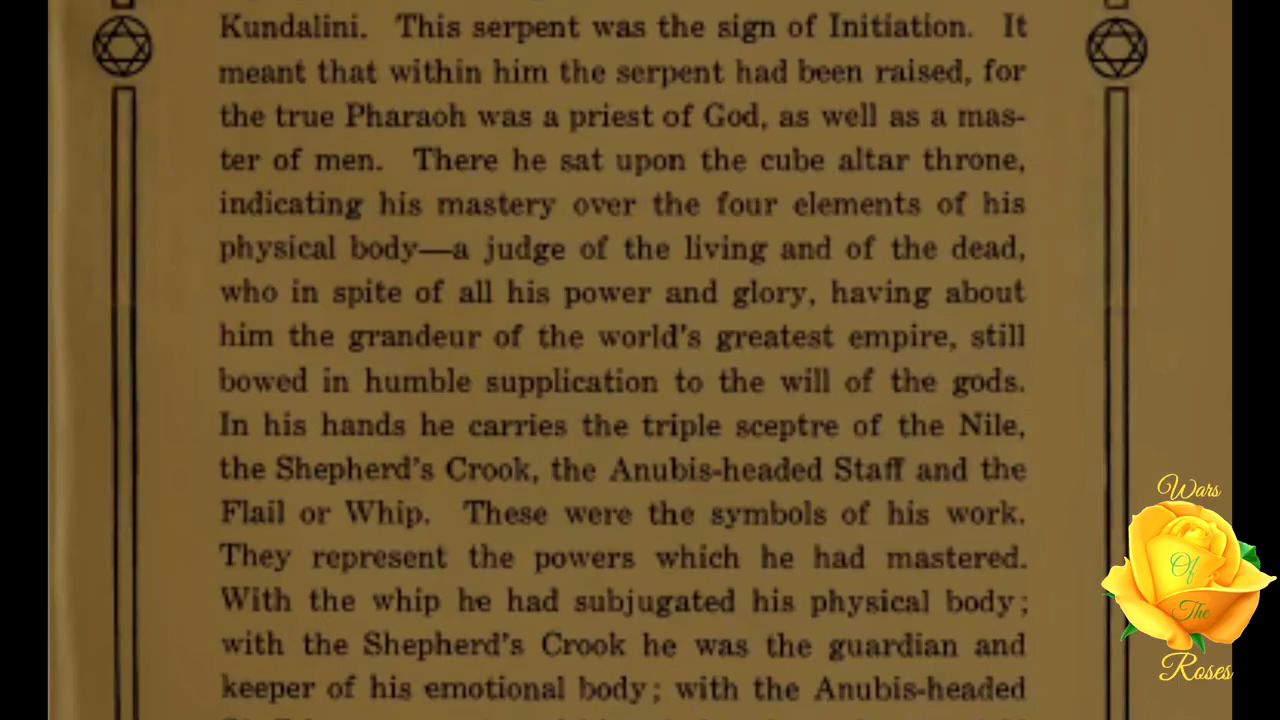 Kundalini. This serpent was the sign of Initiation. It
meant that within him the serpent had been raised, for
the true Pharaoh was a priest of God, as well as a mas-
ter of men. There he sat upon the cube altar throne,
indicating his mastery over the four elements of his
physical body—a judge of the living and of the dead,
who in spite of all his power and glory, having about
him the grandeur of the world's greatest empire, still
bowed in humble supplication to the will of the gods.
In his hands he carries the triple sceptre of the Nile,
the Shepherd's Crook, the Anubis-headed Staff and the
Flail or Whip. These were the symbols of his work.
They represent the powers which he had mastered.
With the whip he had subjugated his physical body;
with the Shepherd's Crook he was the guardian and
keeper of his emotional body; with the Anubis-headed
Wars
Of
The
Roses